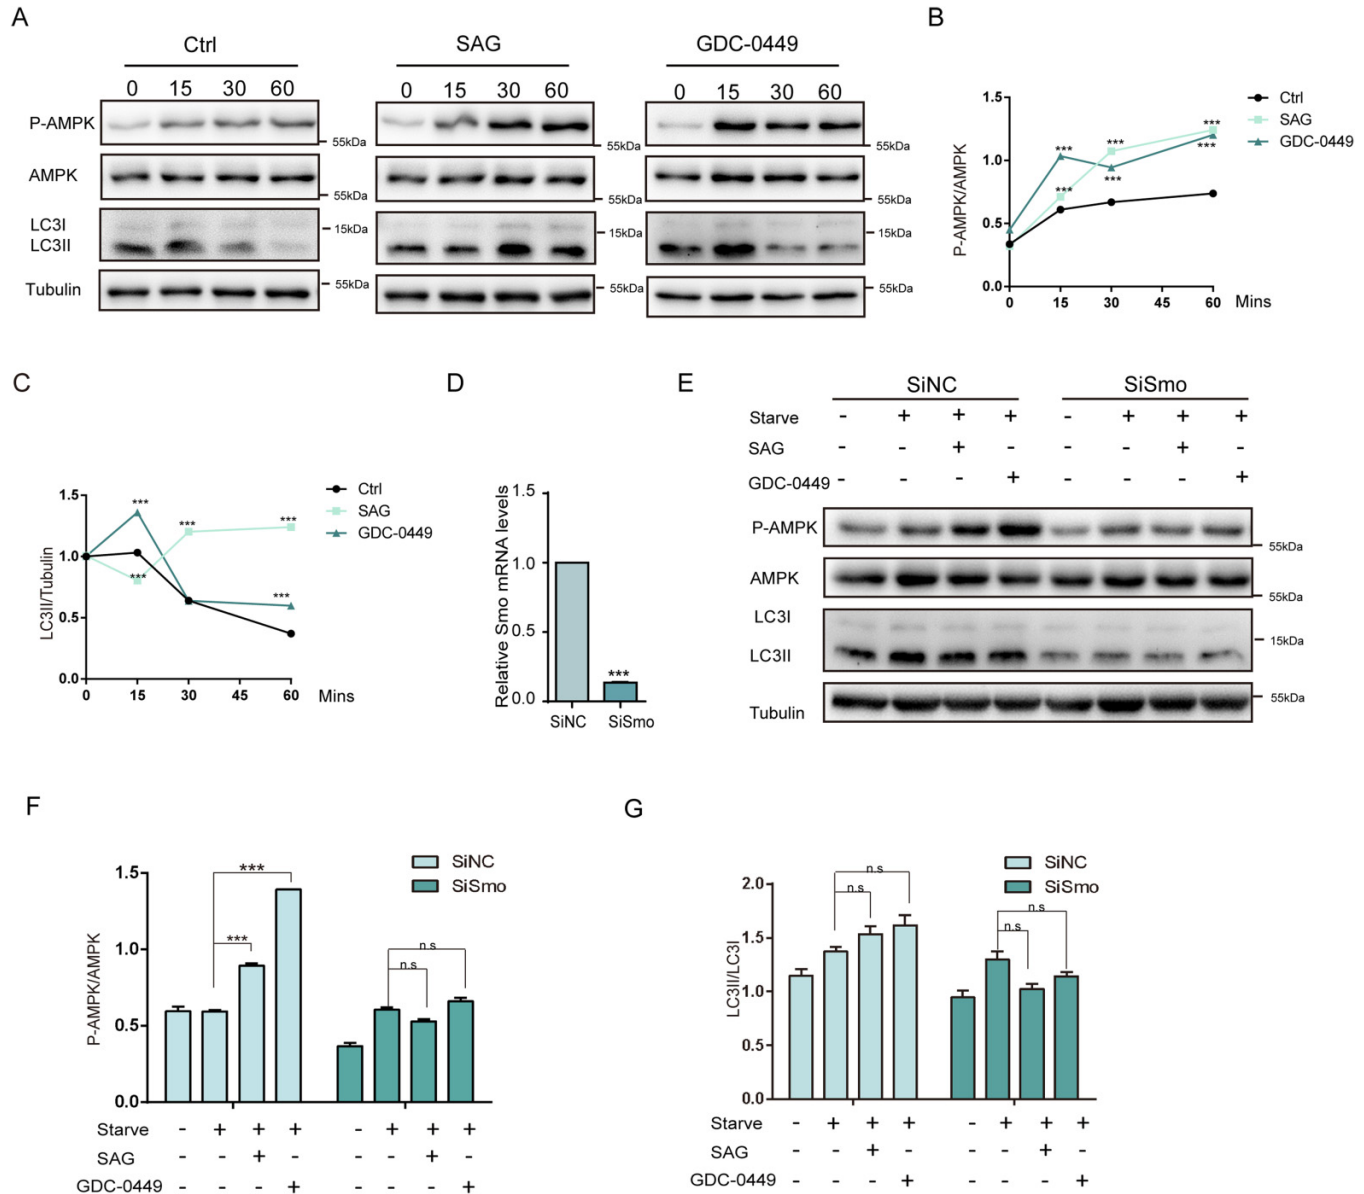 A
Ctrl SAG GDC-0449
0 15 30 60 0 15 30 60 0 15 30 60
P-AMPK 55kDa 55kDa 55kDa
AMPK 55kDa 55kDa 55kDa
LC3I 15kDa 15kDa 15kDa
LC3II
Tubulin 55kDa 55kDa 55kDa
B
P-AMPK/AMPK
1.5
1.0
0.5
0.0
0 15 30 45 60 Mins
Ctrl
SAG
GDC-0449
*** *** *** *** *** ***
C
LC3II/Tubulin
1.5
1.0
0.5
0.0
0 15 30 45 60 Mins
Ctrl
SAG
GDC-0449
*** *** *** *** ***
D
Relative Smo mRNA levels
1.5
1.0
0.5
0.0
***
SiNC SiSmo
E
SiNC SiSmo
Starve - + + + - + + +
SAG - - + - - - + -
GDC-0449 - - - + - - - +
P-AMPK 55kDa
AMPK 55kDa
LC3I 15kDa
LC3II
Tubulin 55kDa
F
P-AMPK/AMPK
1.5
1.0
0.5
0.0
SiNC
SiSmo
***
***
n.s
n.s
Starve - + + + - + + +
SAG - - + - - - + -
GDC-0449 - - - + - - - +
G
LC3II/LC3I
2.0
1.5
1.0
0.5
0.0
SiNC
SiSmo
n.s
n.s
n.s
n.s
Starve - + + + - + + +
SAG - - + - - - + -
GDC-0449 - - - + - - - +